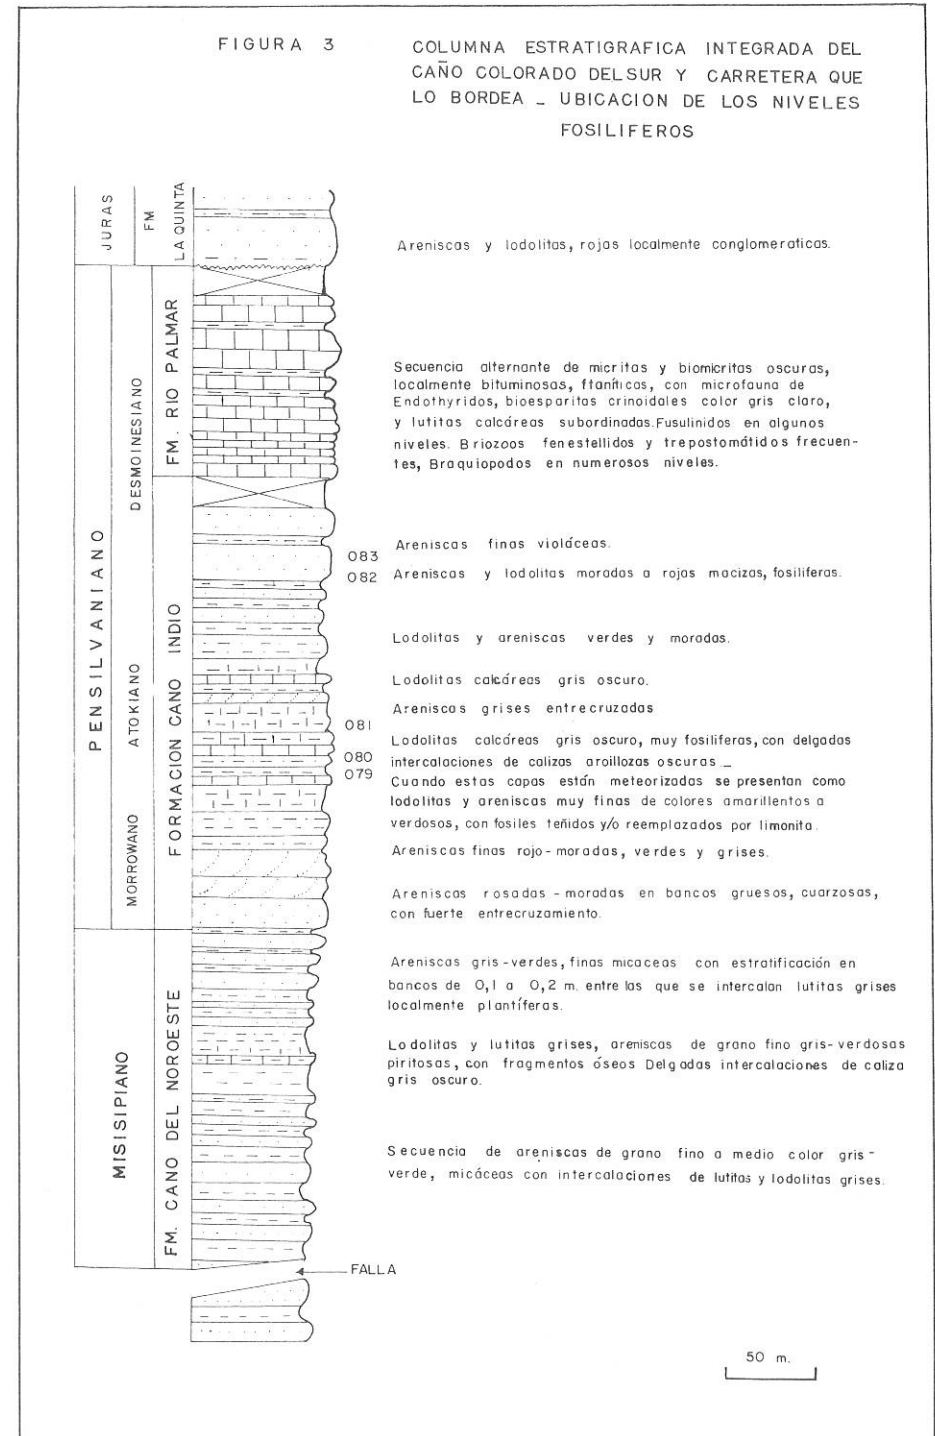 FIGURA 3
COLUMNA ESTRATIGRAFICA INTEGRADA DEL
CAÑO COLORADO DELSUR Y CARRETERA QUE
LO BORDEA _ UBICACION DE LOS NIVELES
FOSILIFEROS
JURAS
FM
LA QUINTA
Areniscas y lodolitas, rojas localmente conglomeraticas.
PENSILVANIANO
DESMOINESIANO
FM. RIO PALMAR
Secuencia alternante de micritas y biomicritas oscuras,
localmente bituminosas, ftaníticas, con microfauna de
Endothyridos, bioesparitas crinoidales color gris claro,
y lutitas calcáreas subordinadas. Fusulinidos en algunos
niveles. Briozoos fenestellidos y trepostomátidos frecuen-
tes, Braquiopodos en numerosos niveles.
ATOKIANO
MORROWANO
FORMACION CANO INDIO
Areniscas finas violáceas.
083
082
Areniscas y lodolitas moradas a rojas macizas, fosiliferas.
Lodolitas y areniscas verdes y moradas.
Lodolitas calcáreas gris oscuro.
Areniscas grises entrecruzadas
081
080
079
Lodolitas calcáreas gris oscuro, muy fosiliferas, con delgadas
intercalaciones de calizas aroillozas oscuras _
Cuando estas capas están meteorizadas se presentan como
lodolitas y areniscas muy finas de colores amarillentos a
verdosos, con fosiles teñidos y/o reemplazados por limonita.
Areniscas finas rojo-moradas, verdes y grises.
Areniscas rosadas - moradas en bancos gruesos, cuarzosas,
con fuerte entrecruzamiento.
MISISIPIANO
FM. CANO DEL NOROESTE
Areniscas gris-verdes, finas micaceas con estratificación en
bancos de 0,1 a 0,2 m. entre las que se intercalan lutitas grises
localmente plantíferas.
Lodolitas y lutitas grises, areniscas de grano fino gris-verdosas
piritosas, con fragmentos óseos Delgadas intercalaciones de caliza
gris oscuro.
Secuencia de areniscas de grano fino a medio color gris-
verde, micáceas con intercalaciones de lutitas y lodolitas grises.
FALLA
50 m.